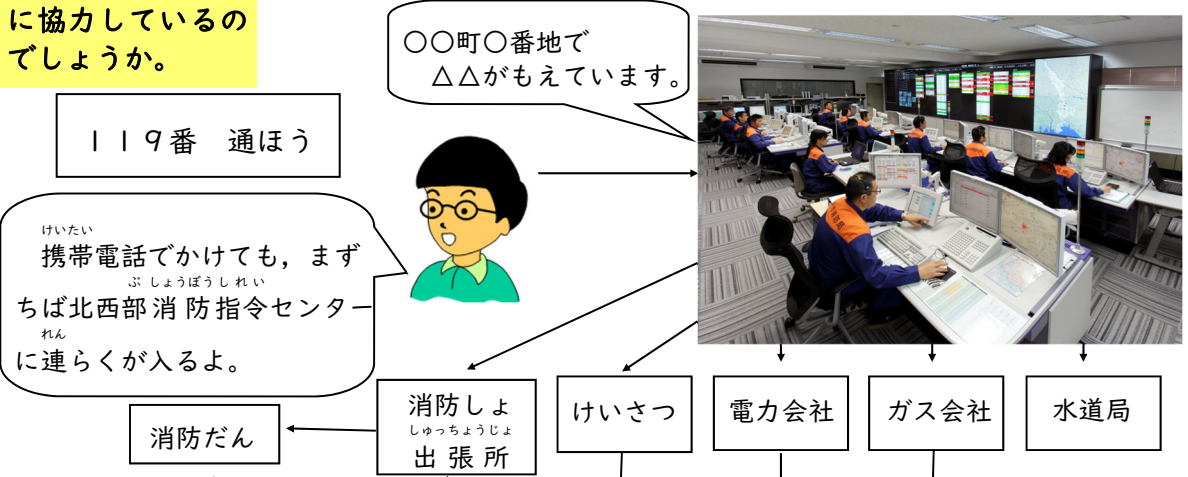 に協力しているの
でしょうか。
119番 通ほう
〇〇町〇番地で
△△がもえています。
けいたい
携帯電話でかけても，まず
ぶしょうぼうしれい
ちば北西部消防指令センター
れん
に連らくが入るよ。
消防だん
消防しょ
しゅっちょうじょ
出張所
けいさつ
電力会社
ガス会社
水道局